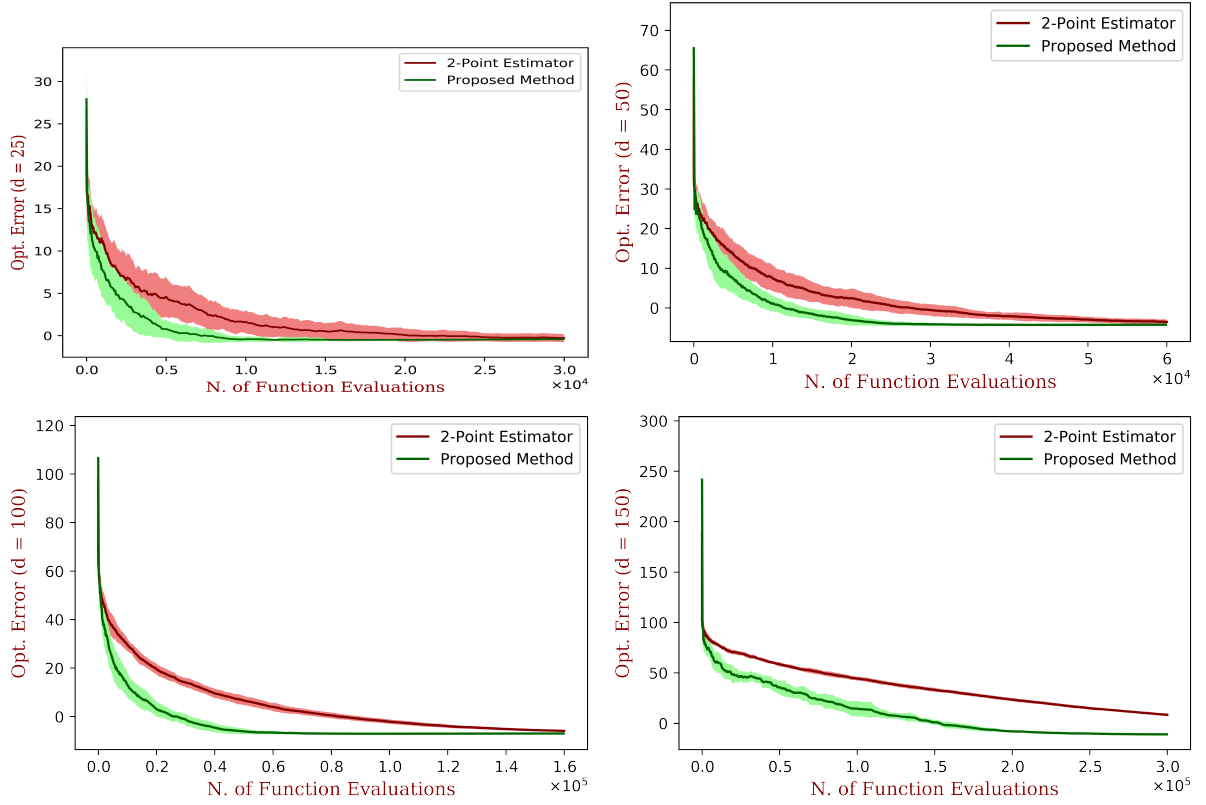 2-Point Estimator
Proposed Method
Opt. Error (d = 25)
30
25
20
15
10
5
0
0.0 0.5 1.0 1.5 2.0 2.5 3.0
×10⁴
N. of Function Evaluations
2-Point Estimator
Proposed Method
Opt. Error (d = 50)
70
60
50
40
30
20
10
0
0 1 2 3 4 5 6
×10⁴
N. of Function Evaluations
2-Point Estimator
Proposed Method
Opt. Error (d = 100)
120
100
80
60
40
20
0
0.0 0.2 0.4 0.6 0.8 1.0 1.2 1.4 1.6
×10⁵
N. of Function Evaluations
2-Point Estimator
Proposed Method
Opt. Error (d = 150)
300
250
200
150
100
50
0
0.0 0.5 1.0 1.5 2.0 2.5 3.0
×10⁵
N. of Function Evaluations